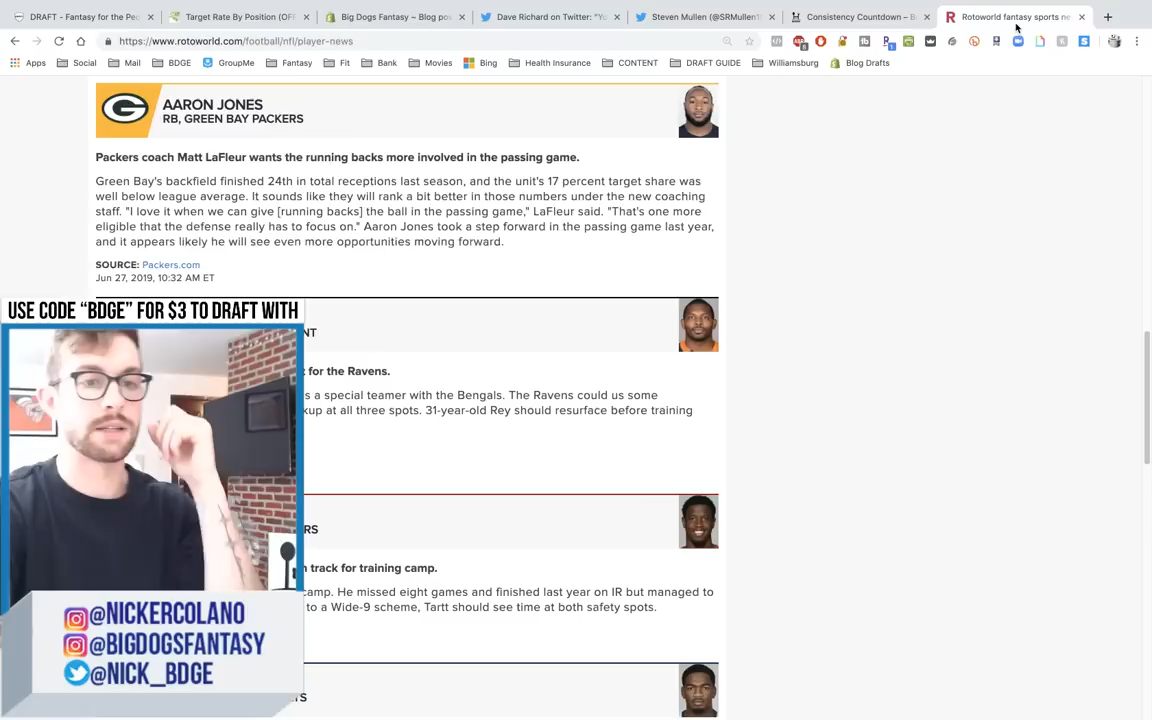 DRAFT - Fantasy for the Pe
Target Rate By Position (OFF
Big Dogs Fantasy ~ Blog pos
Dave Richard on Twitter: "Yu
Steven Mullen (@SRMullen1
Consistency Countdown – B
Rotoworld fantasy sports ne
https://www.rotoworld.com/football/nfl/player-news
Apps
Social
Mail
BDGE
GroupMe
Fantasy
Fit
Bank
Movies
Bing
Health Insurance
CONTENT
DRAFT GUIDE
Williamsburg
Blog Drafts
AARON JONES
RB, GREEN BAY PACKERS
Packers coach Matt LaFleur wants the running backs more involved in the passing game.
Green Bay's backfield finished 24th in total receptions last season, and the unit's 17 percent target share was
well below league average. It sounds like they will rank a bit better in those numbers under the new coaching
staff. "I love it when we can give [running backs] the ball in the passing game," LaFleur said. "That's one more
eligible that the defense really has to focus on." Aaron Jones took a step forward in the passing game last year,
and it appears likely he will see even more opportunities moving forward.
SOURCE: Packers.com
Jun 27, 2019, 10:32 AM ET
USE CODE "BDGE" FOR $3 TO DRAFT WITH
NT
for the Ravens.
s a special teamer with the Bengals. The Ravens could us some
kup at all three spots. 31-year-old Rey should resurface before training
RS
n track for training camp.
camp. He missed eight games and finished last year on IR but managed to
to a Wide-9 scheme, Tartt should see time at both safety spots.
TS
@NICKERCOLANO
@BIGDOGSFANTASY
@NICK_BDGE